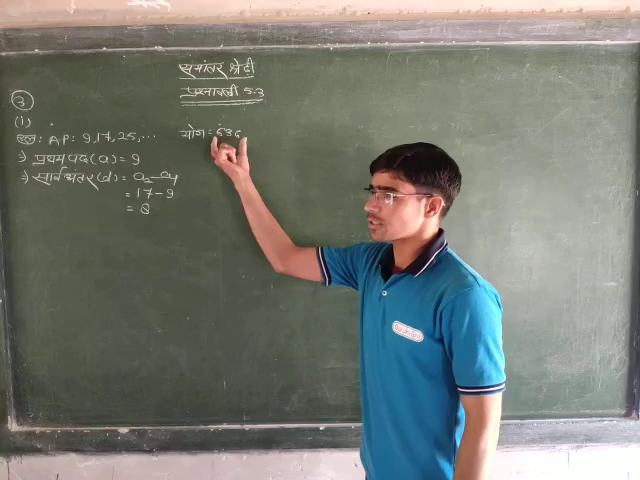 समांतर श्रेढ़ी
प्रश्नावली 5.3
③
(1)
हल: AP: 9, 17, 25, ...
⇒ प्रथम पद (a) = 9
⇒ सार्व अंतर (d) = a₂ - a₁
= 17 - 9
= 8
योग = 636